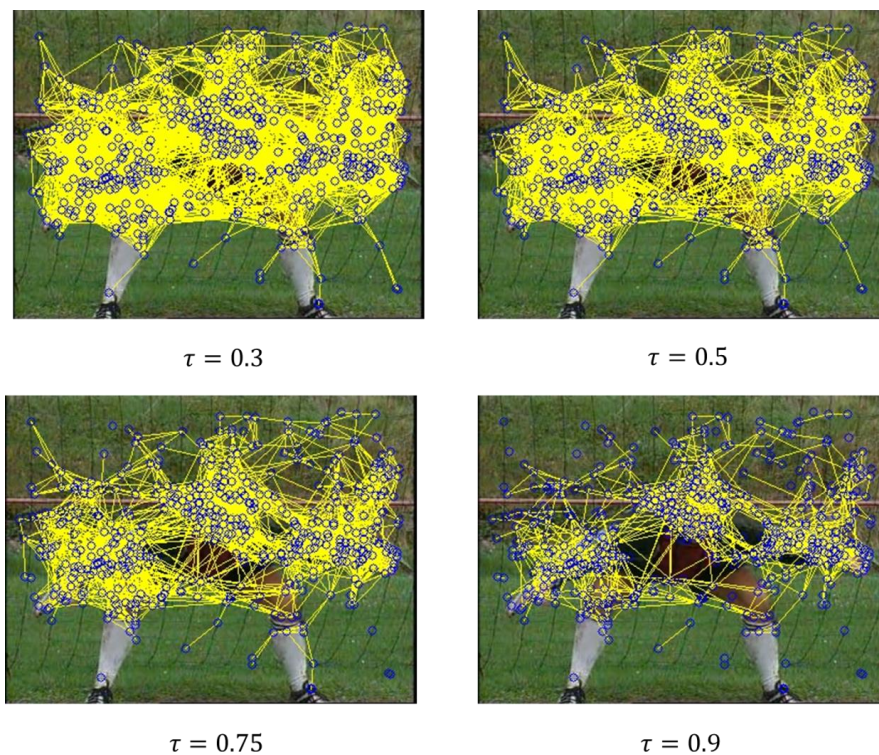 τ = 0.3
τ = 0.5
τ = 0.75
τ = 0.9